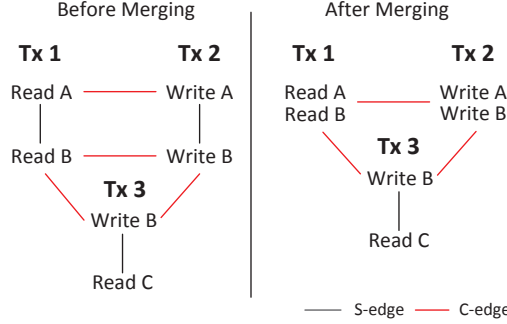 Before Merging
After Merging
Tx 1
Tx 2
Read A
Write A
Read B
Write B
Tx 3
Write B
Read C
Tx 1
Tx 2
Read A
Read B
Write A
Write B
Tx 3
Write B
Read C
S-edge
C-edge